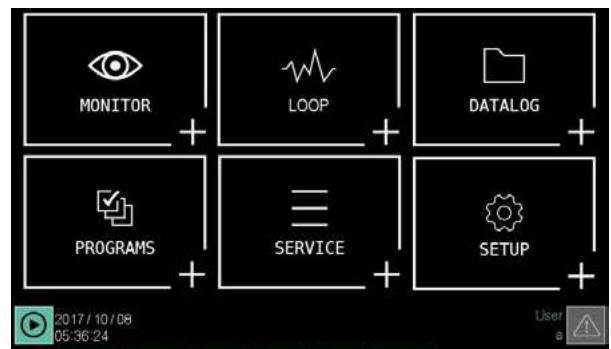 MONITOR
LOOP
DATALOG
PROGRAMS
SERVICE
SETUP
2017/10/08
05:36:24
User
a